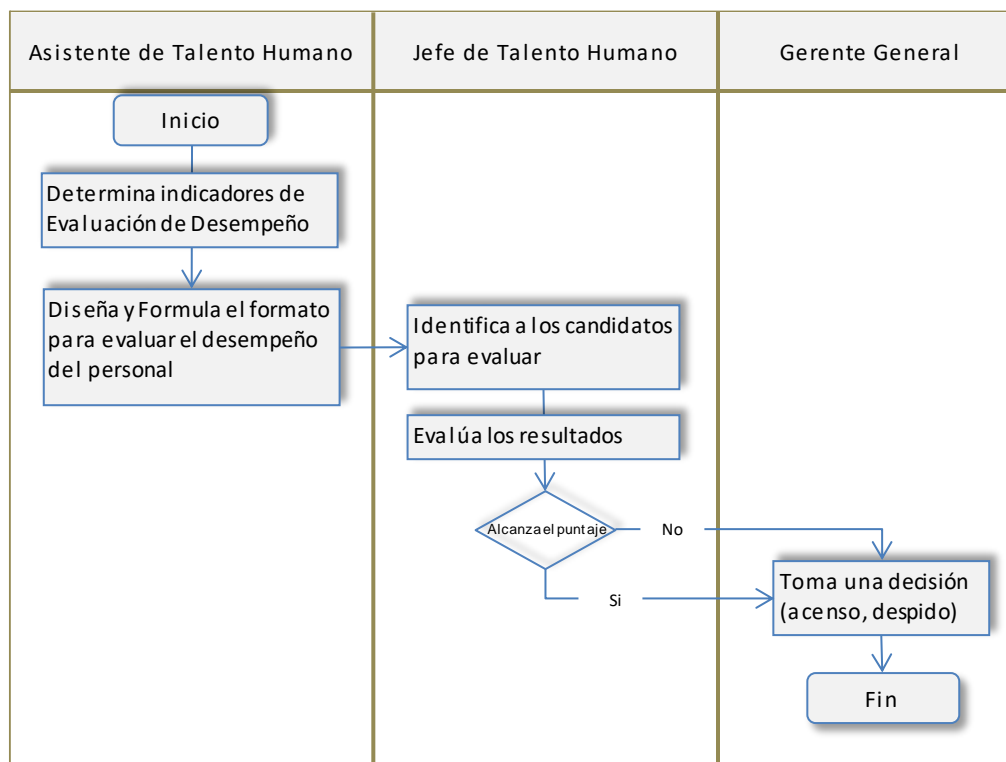 Asistente de Talento Humano
Jefe de Talento Humano
Gerente General
Inicio
Determina indicadores de
Evaluación de Desempeño
Diseña y Formula el formato
para evaluar el desempeño
del personal
Identifica a los candidatos
para evaluar
Evalúa los resultados
Alcanza el puntaje
No
Si
Toma una decisión
(acenso, despido)
Fin